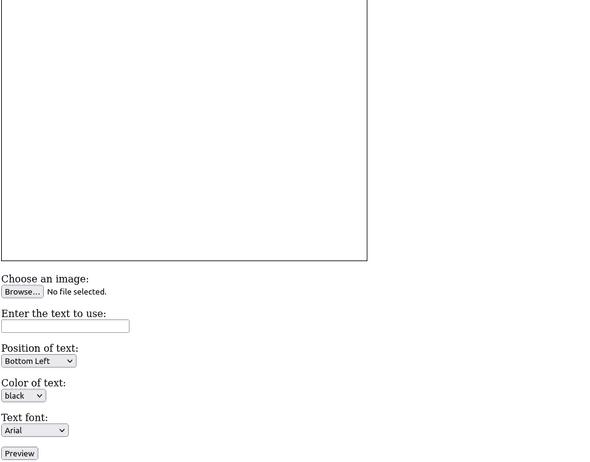 Choose an image:
Browse... No file selected.
Enter the text to use:
Position of text:
Bottom Left
Color of text:
black
Text font:
Arial
Preview